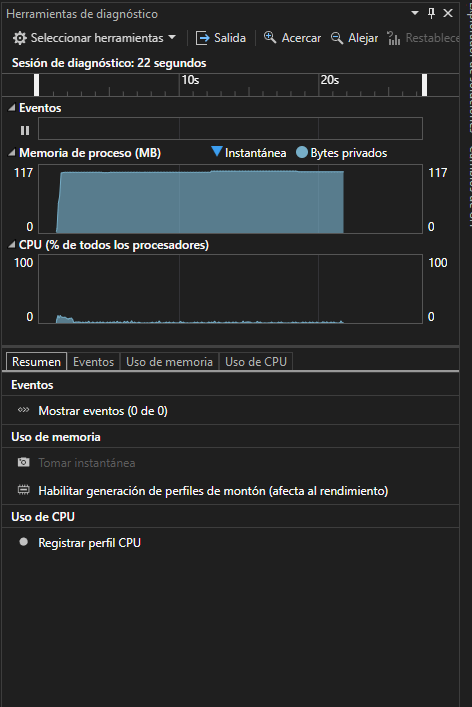 Herramientas de diagnóstico
Seleccionar herramientas Salida Acercar Alejar Restablece
Sesión de diagnóstico: 22 segundos
10s 20s
Eventos
Memoria de proceso (MB) Instantánea Bytes privados
117 117
0 0
CPU (% de todos los procesadores)
100 100
0 0
Resumen Eventos Uso de memoria Uso de CPU
Eventos
Mostrar eventos (0 de 0)
Uso de memoria
Tomar instantánea
Habilitar generación de perfiles de montón (afecta al rendimiento)
Uso de CPU
Registrar perfil CPU